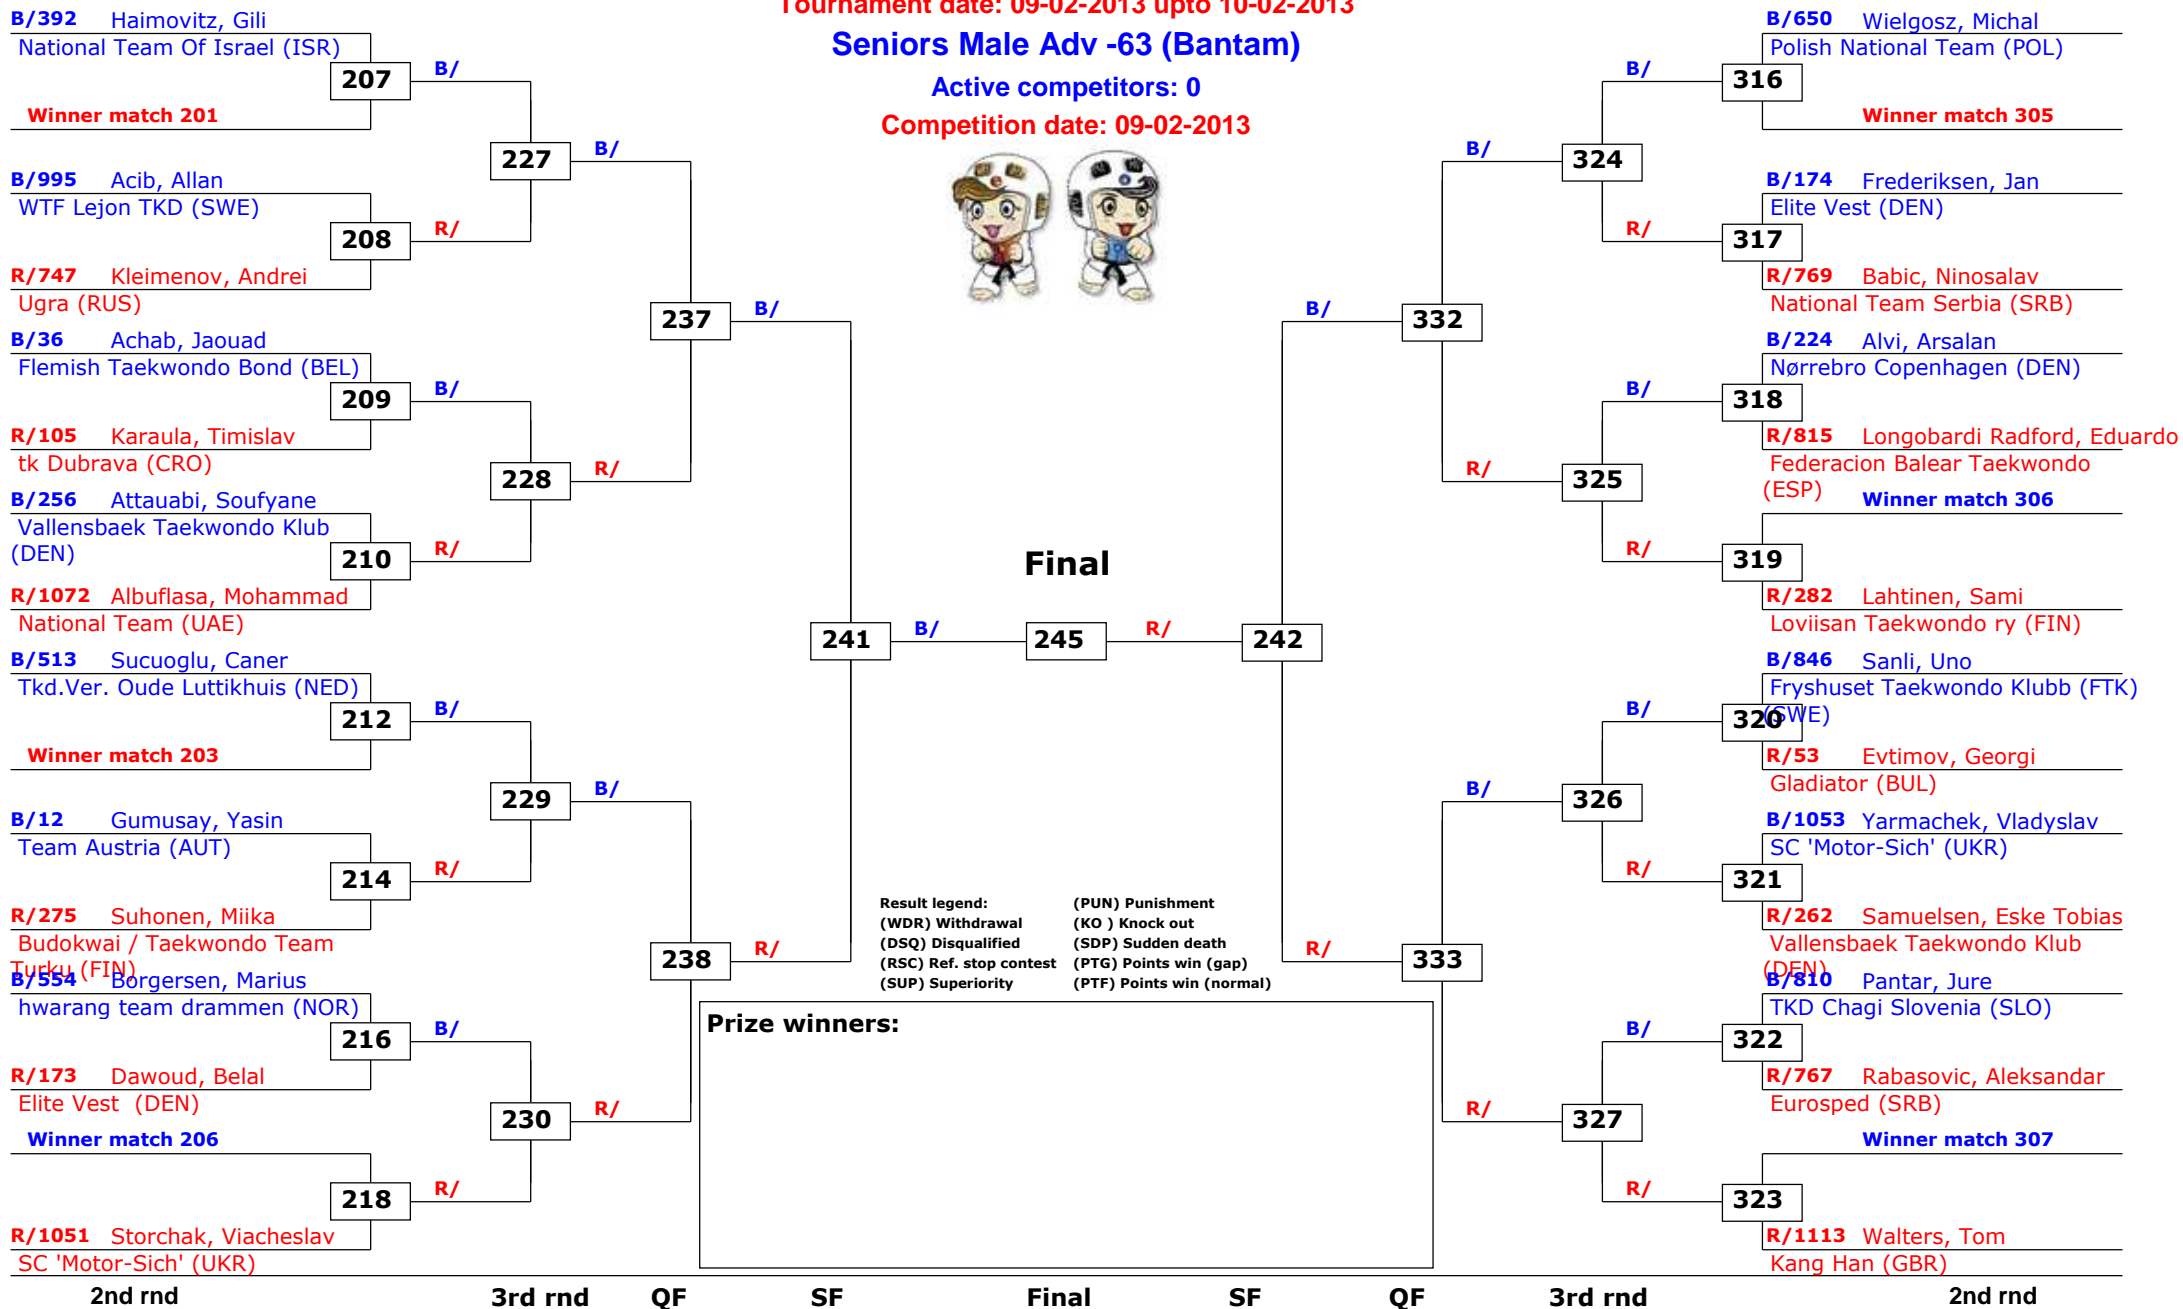 Tournament date: 09-02-2013 upto 10-02-2013
Seniors Male Adv -63 (Bantam)
Active competitors: 0
Competition date: 09-02-2013
B/392 Haimovitz, Gili
National Team Of Israel (ISR)
207
B/
Winner match 201
227
B/
B/995 Acib, Allan
WTF Lejon TKD (SWE)
208
R/
R/747 Kleimenov, Andrei
Ugra (RUS)
237
B/
B/36 Achab, Jaouad
Flemish Taekwondo Bond (BEL)
209
B/
R/105 Karaula, Timislav
tk Dubrava (CRO)
228
R/
B/256 Attauabi, Soufyane
Vallensbaek Taekwondo Klub
(DEN)
210
R/
R/1072 Albuflasa, Mohammad
National Team (UAE)
241
B/
B/513 Sucuoglu, Caner
Tkd.Ver. Oude Luttikhuis (NED)
212
B/
Winner match 203
229
B/
B/12 Gumusay, Yasin
Team Austria (AUT)
214
R/
R/275 Suhonen, Miika
Budokwai / Taekwondo Team
Turku (FIN)
238
R/
B/554 Borgersen, Marius
hwarang team drammen (NOR)
216
B/
R/173 Dawoud, Belal
Elite Vest (DEN)
230
R/
Winner match 206
218
R/
R/1051 Storchak, Viacheslav
SC 'Motor-Sich' (UKR)
Final
245
R/
242
B/650 Wielgosz, Michal
Polish National Team (POL)
B/
316
Winner match 305
B/
324
B/174 Frederiksen, Jan
Elite Vest (DEN)
R/
317
R/769 Babic, Ninosalav
National Team Serbia (SRB)
B/
332
B/224 Alvi, Arsalan
Nørrebro Copenhagen (DEN)
B/
318
R/815 Longobardi Radford, Eduardo
Federacion Balear Taekwondo
(ESP)
R/
325
Winner match 306
R/
319
R/282 Lahtinen, Sami
Loviisan Taekwondo ry (FIN)
B/846 Sanli, Uno
Fryshuset Taekwondo Klubb (FTK)
(SWE)
B/
320
R/53 Evtimov, Georgi
Gladiator (BUL)
B/
326
B/1053 Yarmachek, Vladyslav
SC 'Motor-Sich' (UKR)
R/
321
R/262 Samuelsen, Eske Tobias
Vallensbaek Taekwondo Klub
(DEN)
R/
333
B/810 Pantar, Jure
TKD Chagi Slovenia (SLO)
B/
322
R/767 Rabasovic, Aleksandar
Eurosped (SRB)
R/
327
Winner match 307
R/
323
R/1113 Walters, Tom
Kang Han (GBR)
Result legend:
(WDR) Withdrawal
(DSQ) Disqualified
(RSC) Ref. stop contest
(SUP) Superiority
(PUN) Punishment
(KO ) Knock out
(SDP) Sudden death
(PTG) Points win (gap)
(PTF) Points win (normal)
Prize winners:
2nd rnd 3rd rnd QF SF Final SF QF 3rd rnd 2nd rnd